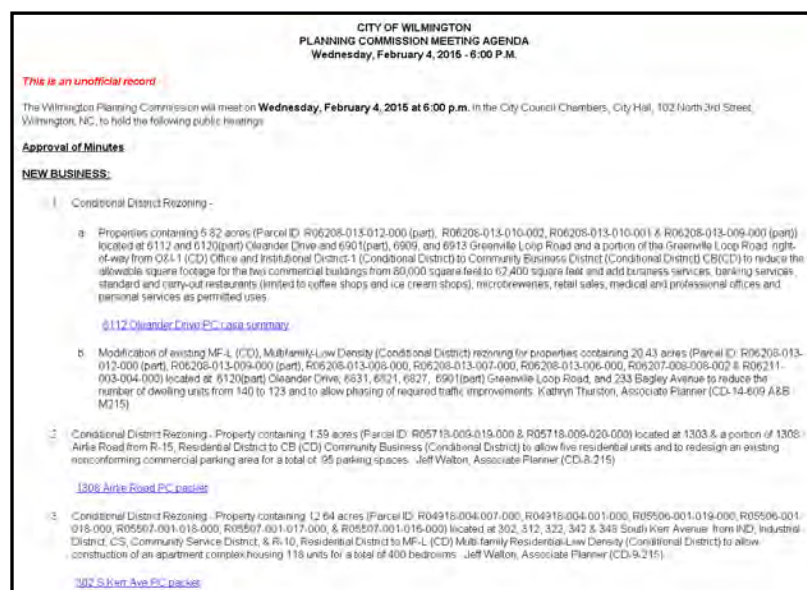 CITY OF WILMINGTON
PLANNING COMMISSION MEETING AGENDA
Wednesday, February 4, 2015 - 6:00 P.M.
This is an unofficial record
The Wilmington Planning Commission will meet on Wednesday, February 4, 2015 at 6:00 p.m. in the City Council Chambers, City Hall, 102 North 3rd Street,
Wilmington, NC, to hold the following public hearings
Approval of Minutes
NEW BUSINESS:
1. Conditional District Rezoning -
a. Properties containing 5.82 acres (Parcel ID: R06208-013-012-000 (part), R06208-013-010-002, R06208-013-010-001 & R06208-013-009-000 (part))
located at 6112 and 6120(part) Oleander Drive and 6901(part), 6909, and 6913 Greenville Loop Road and a portion of the Greenville Loop Road right-
of-way from O&I-1 (CD) Office and Institutional District-1 (Conditional District) to Community Business District (Conditional District) CB(CD) to reduce the
allowable square footage for the two commercial buildings from 80,000 square feet to 62,400 square feet and add business services, banking services,
standard and carry-out restaurants (limited to coffee shops and ice cream shops), microbreweries, retail sales, medical and professional offices and
personal services as permitted uses.
6112 Oleander Drive PC case summary
b. Modification of existing MF-L (CD), Multifamily-Low Density (Conditional District) rezoning for properties containing 20.43 acres (Parcel ID: R06208-013-
012-000 (part), R06208-013-009-000 (part), R06208-013-008-000, R06208-013-007-000, R06208-013-006-000, R06207-008-008-002 & R06211-
003-004-000) located at 6120(part) Oleander Drive, 6831, 6821, 6827, 6901(part) Greenville Loop Road, and 233 Bagley Avenue to reduce the
number of dwelling units from 140 to 123 and to allow phasing of required traffic improvements. Kathryn Thurston, Associate Planner (CD-14-609 A&B
M215)
2. Conditional District Rezoning - Property containing 1.39 acres (Parcel ID: R05713-009-019-000 & R05718-009-020-000) located at 1303 & a portion of 1308
Airlie Road from R-15, Residential District to CB (CD) Community Business (Conditional District) to allow five residential units and to redesign an existing
nonconforming commercial parking area for a total of 95 parking spaces. Jeff Walton, Associate Planner (CD-8-215)
1308 Airlie Road PC packet
3. Conditional District Rezoning - Property containing 12.64 acres (Parcel ID: R04918-004-007-000, R04918-004-001-000, R05506-001-019-000, R05506-001-
018-000, R05507-001-018-000, R05507-001-017-000, & R05507-001-016-000) located at 302, 312, 322, 342 & 348 South Kerr Avenue from IND, Industrial
District, CS, Community Service District, & R-10, Residential District to MF-L (CD) Multi-family Residential-Low Density (Conditional District) to allow
construction of an apartment complex housing 118 units for a total of 400 bedrooms. Jeff Walton, Associate Planner (CD-9-215)
302 S Kerr Ave PC packet